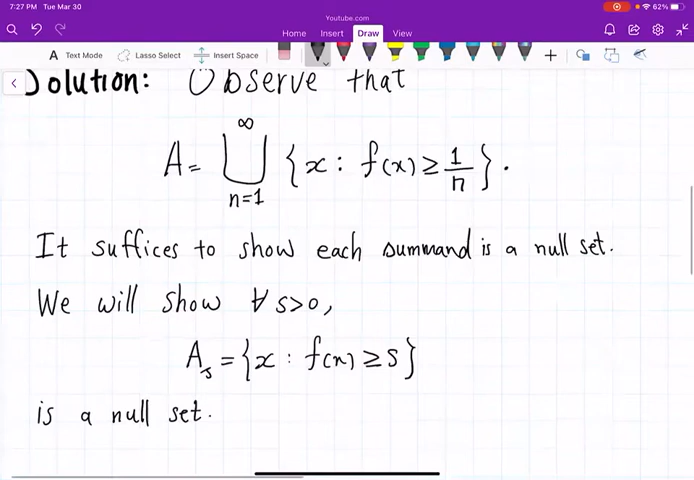 7:27 PM Tue Mar 30
62%
Youtube.com
Home Insert Draw View
Text Mode Lasso Select Insert Space
Solution: Observe that
A = ⋃_{n=1}^{∞} {x : f(x) ≥ 1/n}.
It suffices to show each summand is a null set.
We will show ∀ s>0,
A_s = {x : f(x) ≥ s}
is a null set.